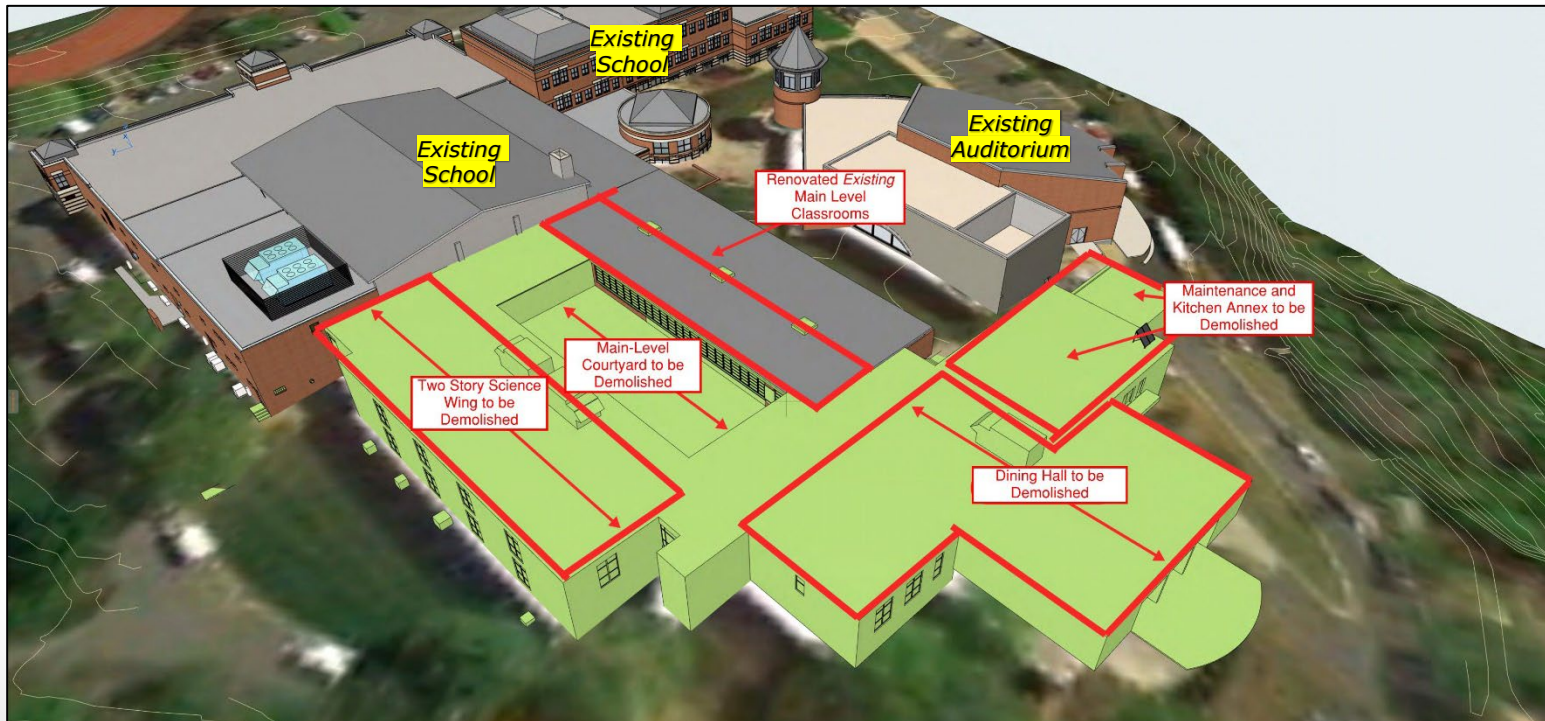 Existing
School
Existing
School
Existing
Auditorium
Renovated Existing
Main Level
Classrooms
Maintenance and
Kitchen Annex to be
Demolished
Main-Level
Courtyard to be
Demolished
Two Story Science
Wing to be
Demolished
Dining Hall to be
Demolished